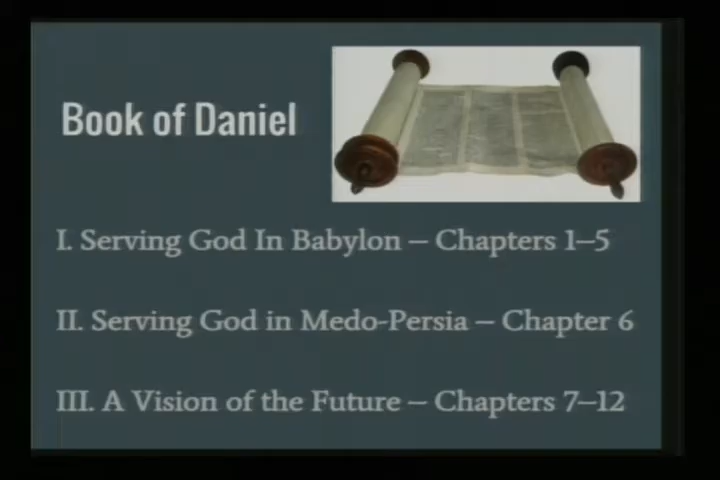 Book of Daniel
I. Serving God In Babylon – Chapters 1–5
II. Serving God in Medo-Persia – Chapter 6
III. A Vision of the Future – Chapters 7–12